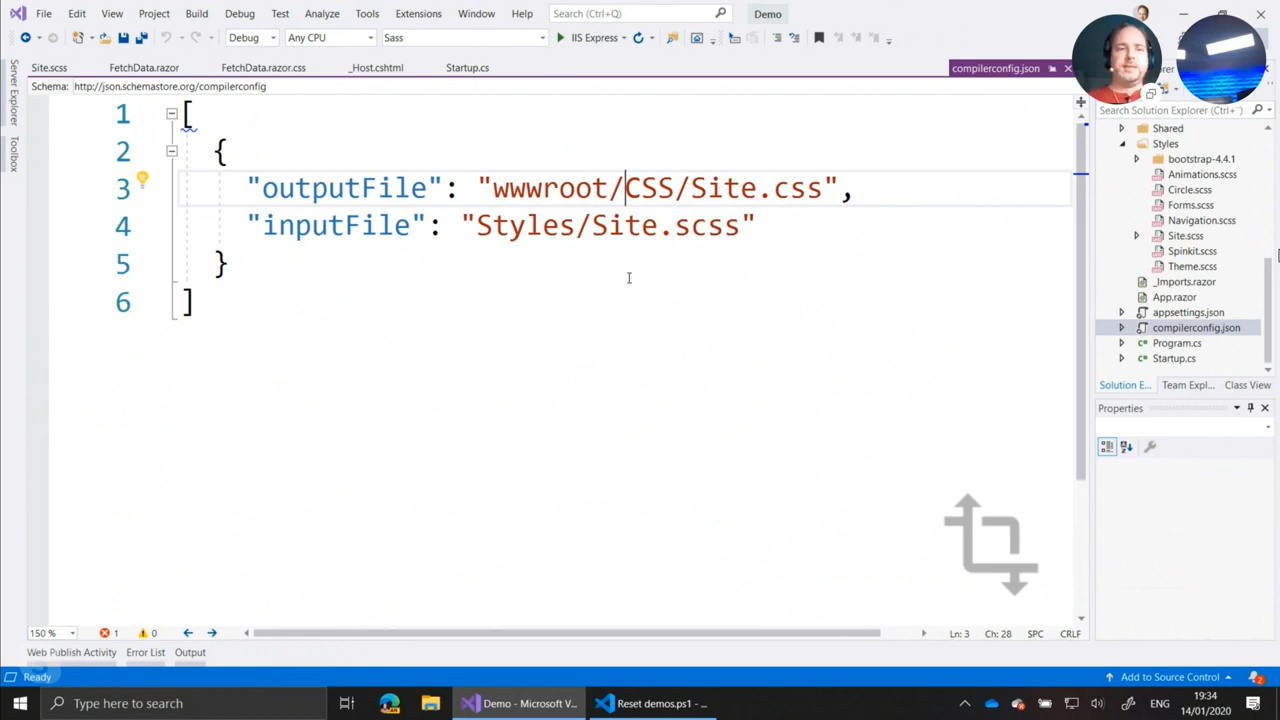 File Edit View Project Build Debug Test Analyze Tools Extensions Window Help Search (Ctrl+Q) Demo
Debug Any CPU Sass IIS Express
Site.scss FetchData.razor FetchData.razor.css _Host.cshtml Startup.cs compilerconfig.json
Schema: http://json.schemastore.org/compilerconfig
Server Explorer
Toolbox
1 [
2 {
3 "outputFile": "wwwroot/CSS/Site.css",
4 "inputFile": "Styles/Site.scss"
5 }
6 ]
Search Solution Explorer (Ctrl+
Shared
Styles
bootstrap-4.4.1
Animations.scss
Circle.scss
Forms.scss
Navigation.scss
Site.scss
Spinkit.scss
Theme.scss
_Imports.razor
App.razor
appsettings.json
compilerconfig.json
Program.cs
Startup.cs
Solution E... Team Expl... Class View
Properties
150 % 1 0 Ln: 3 Ch: 28 SPC CRLF
Web Publish Activity Error List Output
Ready Add to Source Control 2
Type here to search Demo - Microsoft V... Reset demos.ps1 - ... ENG 19:34
14/01/2020